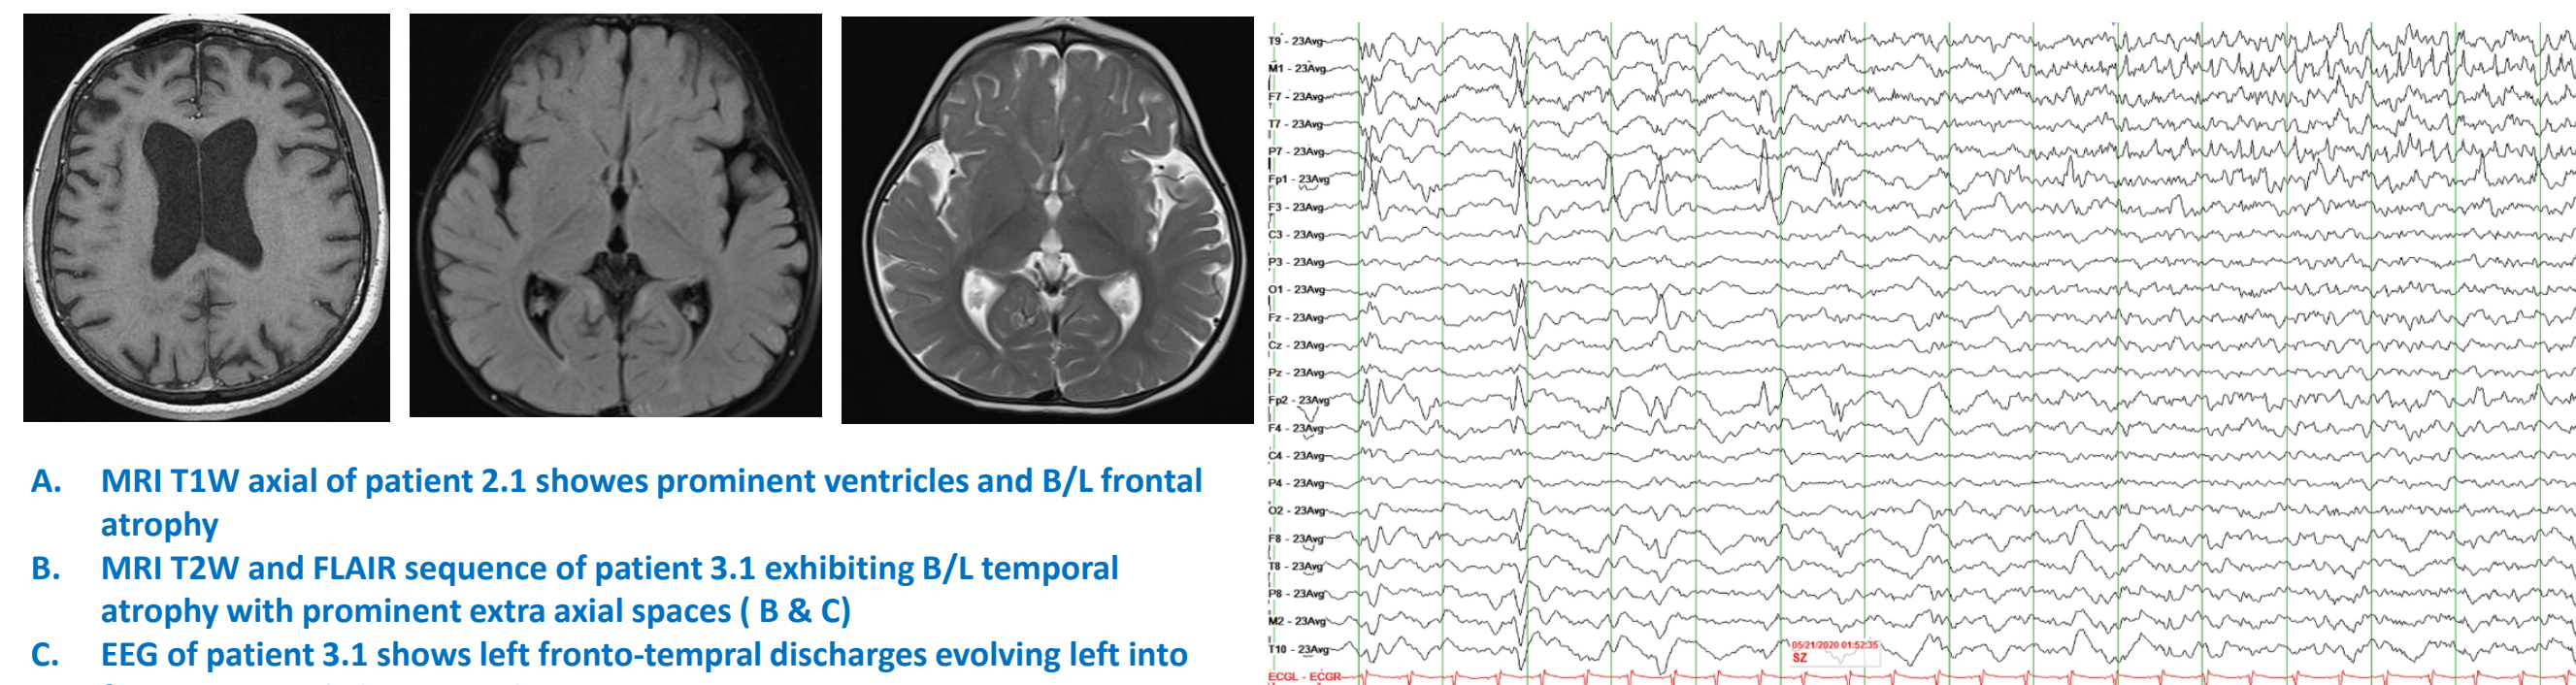 A. MRI T1W axial of patient 2.1 showes prominent ventricles and B/L frontal
atrophy
B. MRI T2W and FLAIR sequence of patient 3.1 exhibiting B/L temporal
atrophy with prominent extra axial spaces ( B & C)
C. EEG of patient 3.1 shows left fronto-tempral discharges evolving left into
T9 - 23Avg
M1 - 23Avg
F7 - 23Avg
T7 - 23Avg
P7 - 23Avg
Fp1 - 23Avg
F3 - 23Avg
C3 - 23Avg
P3 - 23Avg
O1 - 23Avg
Fz - 23Avg
Cz - 23Avg
Pz - 23Avg
Fp2 - 23Avg
F4 - 23Avg
C4 - 23Avg
P4 - 23Avg
O2 - 23Avg
F8 - 23Avg
T8 - 23Avg
P8 - 23Avg
M2 - 23Avg
T10 - 23Avg
05/21/2020 01:52:35
SZ
ECGL - ECGR